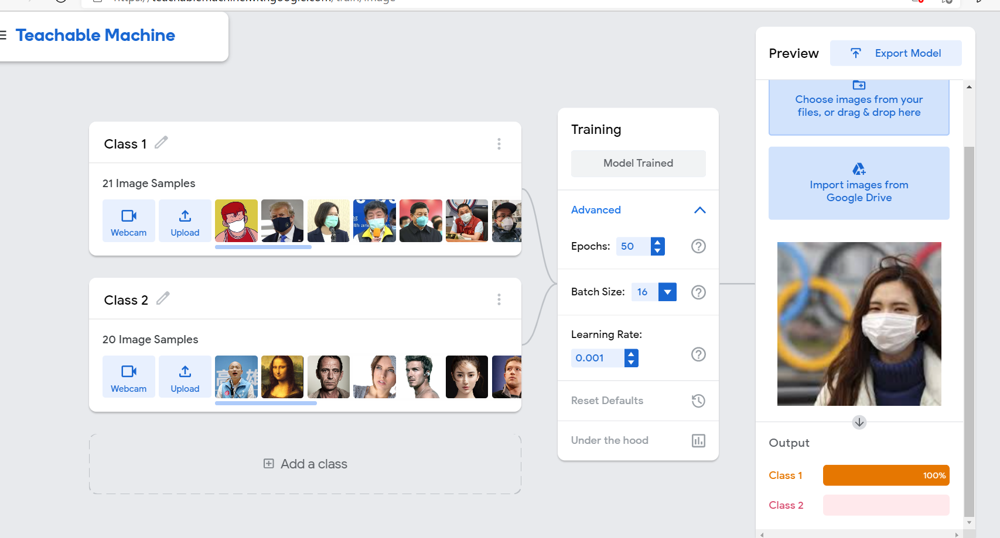 https://teachablemachine.withgoogle.com/train/image
Teachable Machine
Class 1
21 Image Samples
Webcam
Upload
Class 2
20 Image Samples
Webcam
Upload
高 雄
Add a class
Training
Model Trained
Advanced
Epochs: 50
Batch Size: 16
Learning Rate:
0.001
Reset Defaults
Under the hood
Preview
Export Model
Choose images from your
files, or drag & drop here
Import images from
Google Drive
Output
Class 1
100%
Class 2